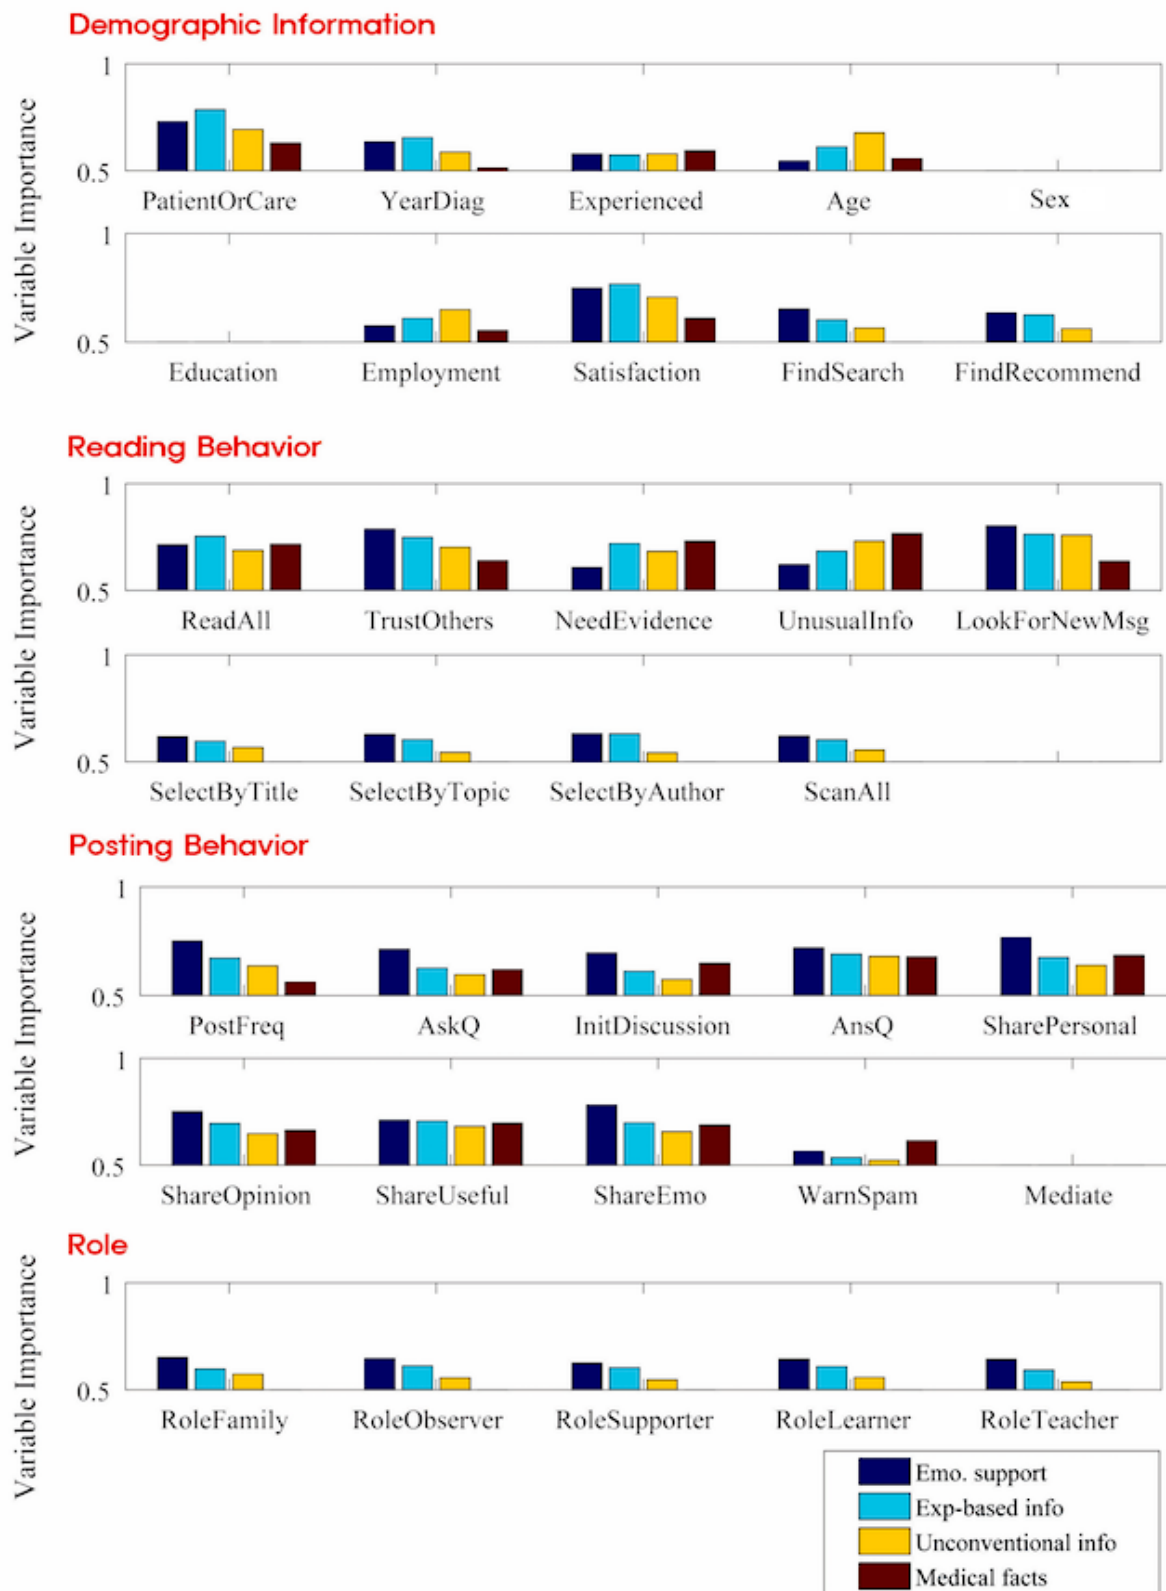 Demographic Information
Variable Importance
1
0.5
PatientOrCare YearDiag Experienced Age Sex
1
0.5
Education Employment Satisfaction FindSearch FindRecommend
Reading Behavior
Variable Importance
1
0.5
ReadAll TrustOthers NeedEvidence UnusualInfo LookForNewMsg
1
0.5
SelectByTitle SelectByTopic SelectByAuthor ScanAll
Posting Behavior
Variable Importance
1
0.5
PostFreq AskQ InitDiscussion AnsQ SharePersonal
1
0.5
ShareOpinion ShareUseful ShareEmo WarnSpam Mediate
Role
Variable Importance
1
0.5
RoleFamily RoleObserver RoleSupporter RoleLearner RoleTeacher
Emo. support
Exp-based info
Unconventional info
Medical facts